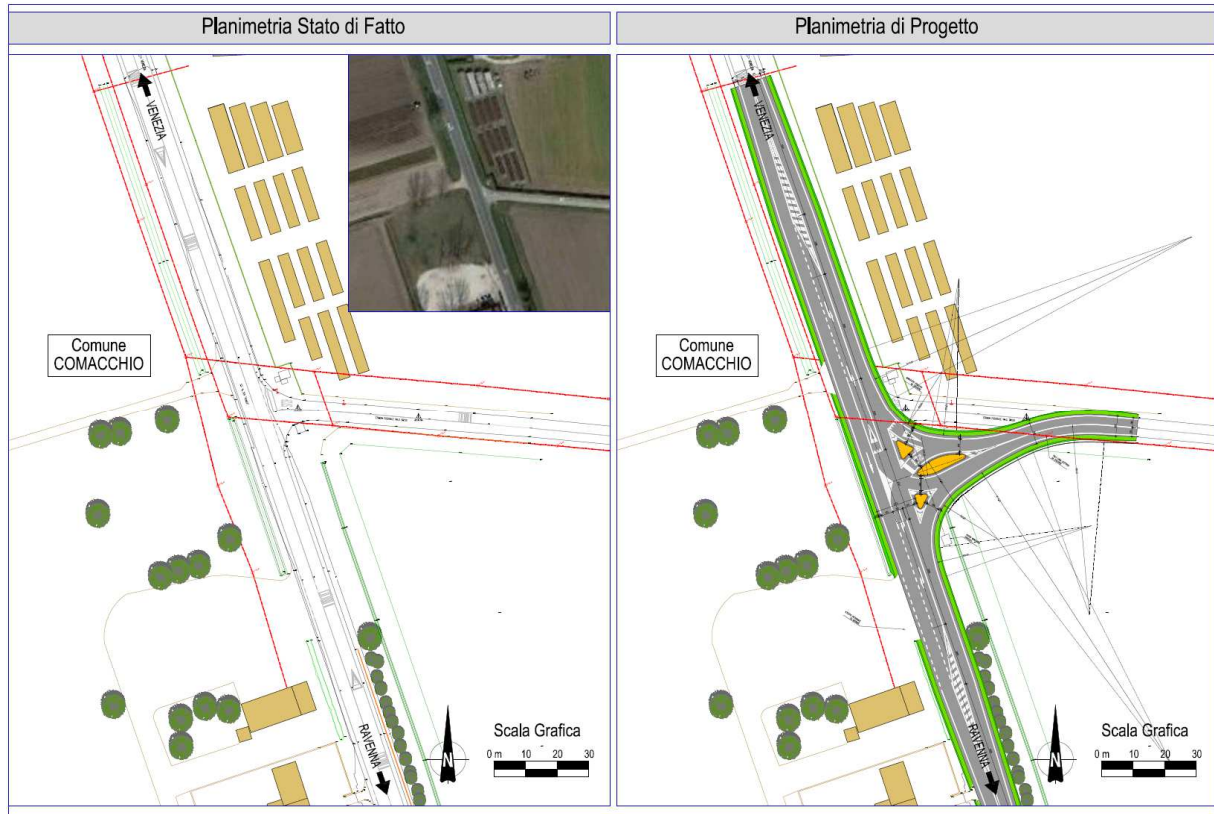 Planimetria Stato di Fatto
Planimetria di Progetto
VENEZIA
Comune
COMACCHIO
RAVENNA
N
Scala Grafica
0 m 10 20 30
VENEZIA
Comune
COMACCHIO
RAVENNA
N
Scala Grafica
0 m 10 20 30